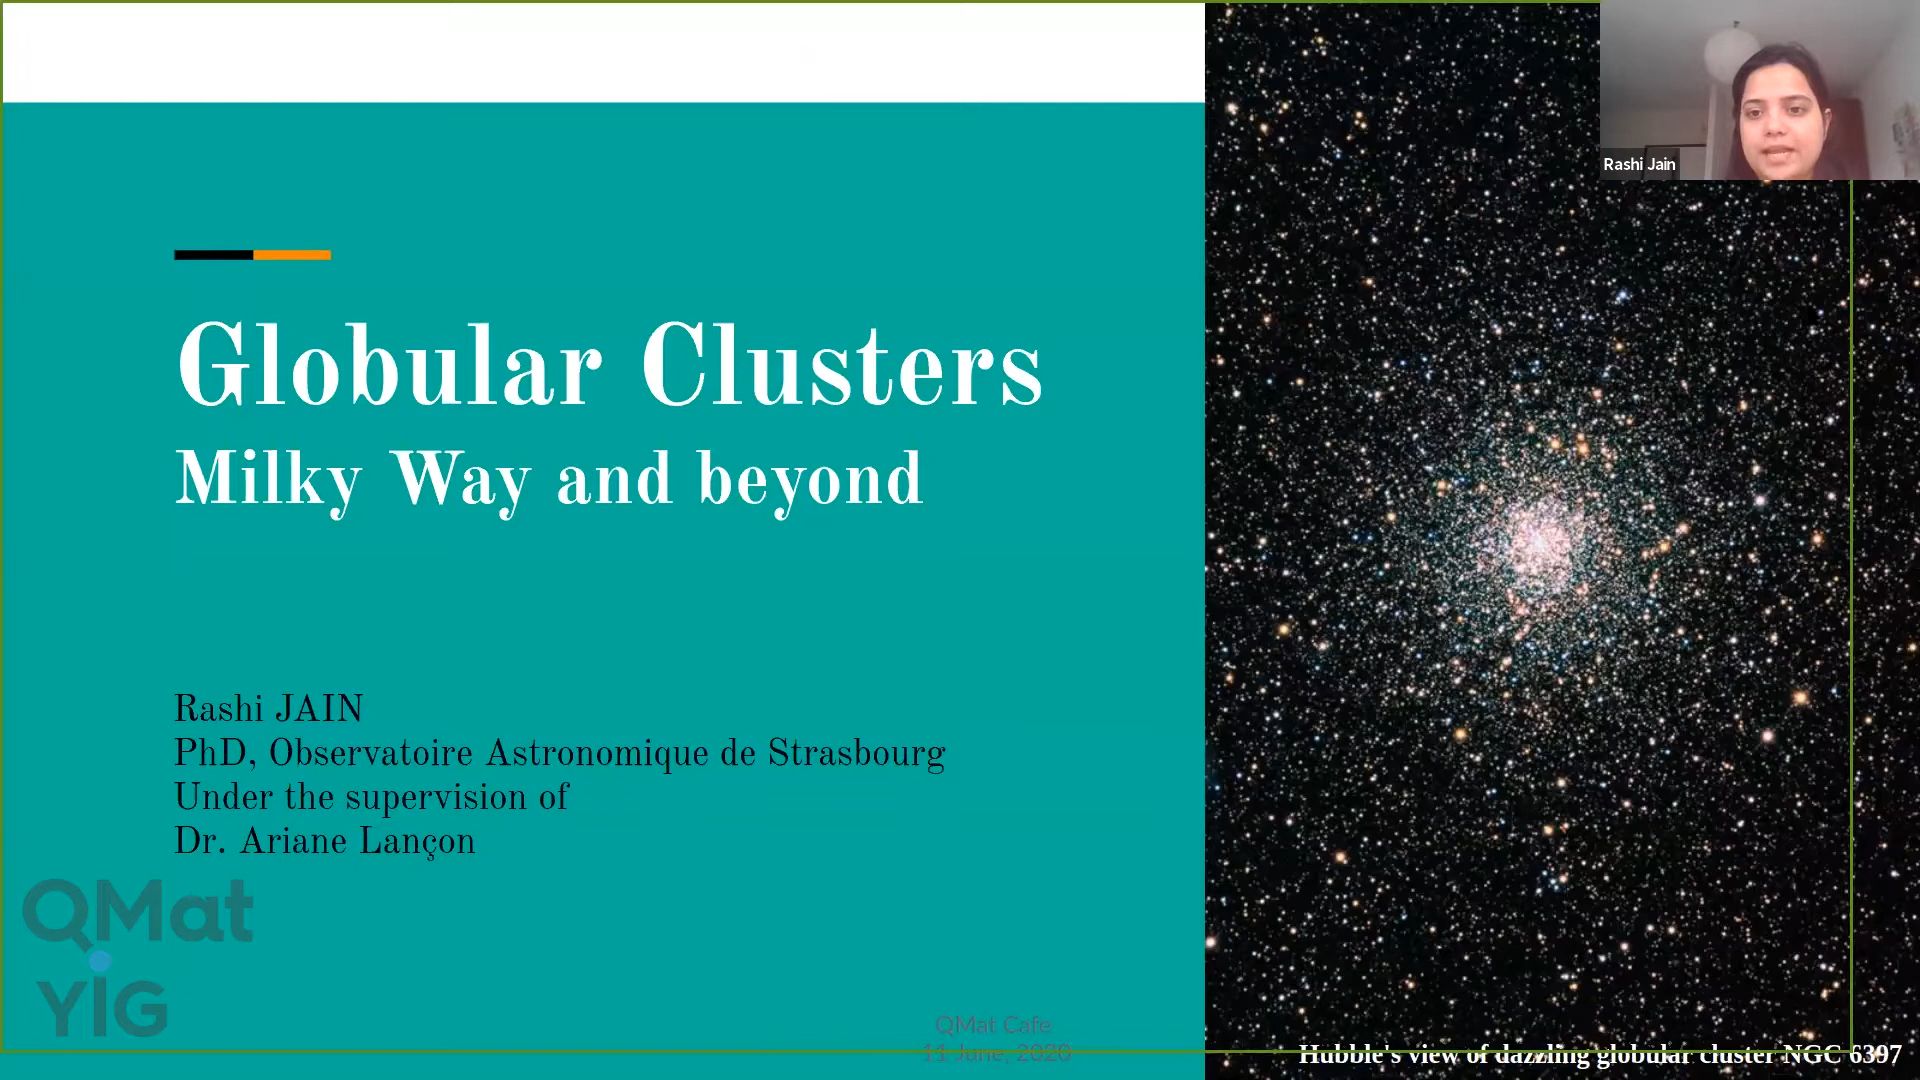 Rashi Jain
Globular Clusters
Milky Way and beyond
Rashi JAIN
PhD, Observatoire Astronomique de Strasbourg
Under the supervision of
Dr. Ariane Lançon
QMat
YIG
QMat Cafe
11 June, 2020
Hubble's view of dazzling globular cluster NGC 6397